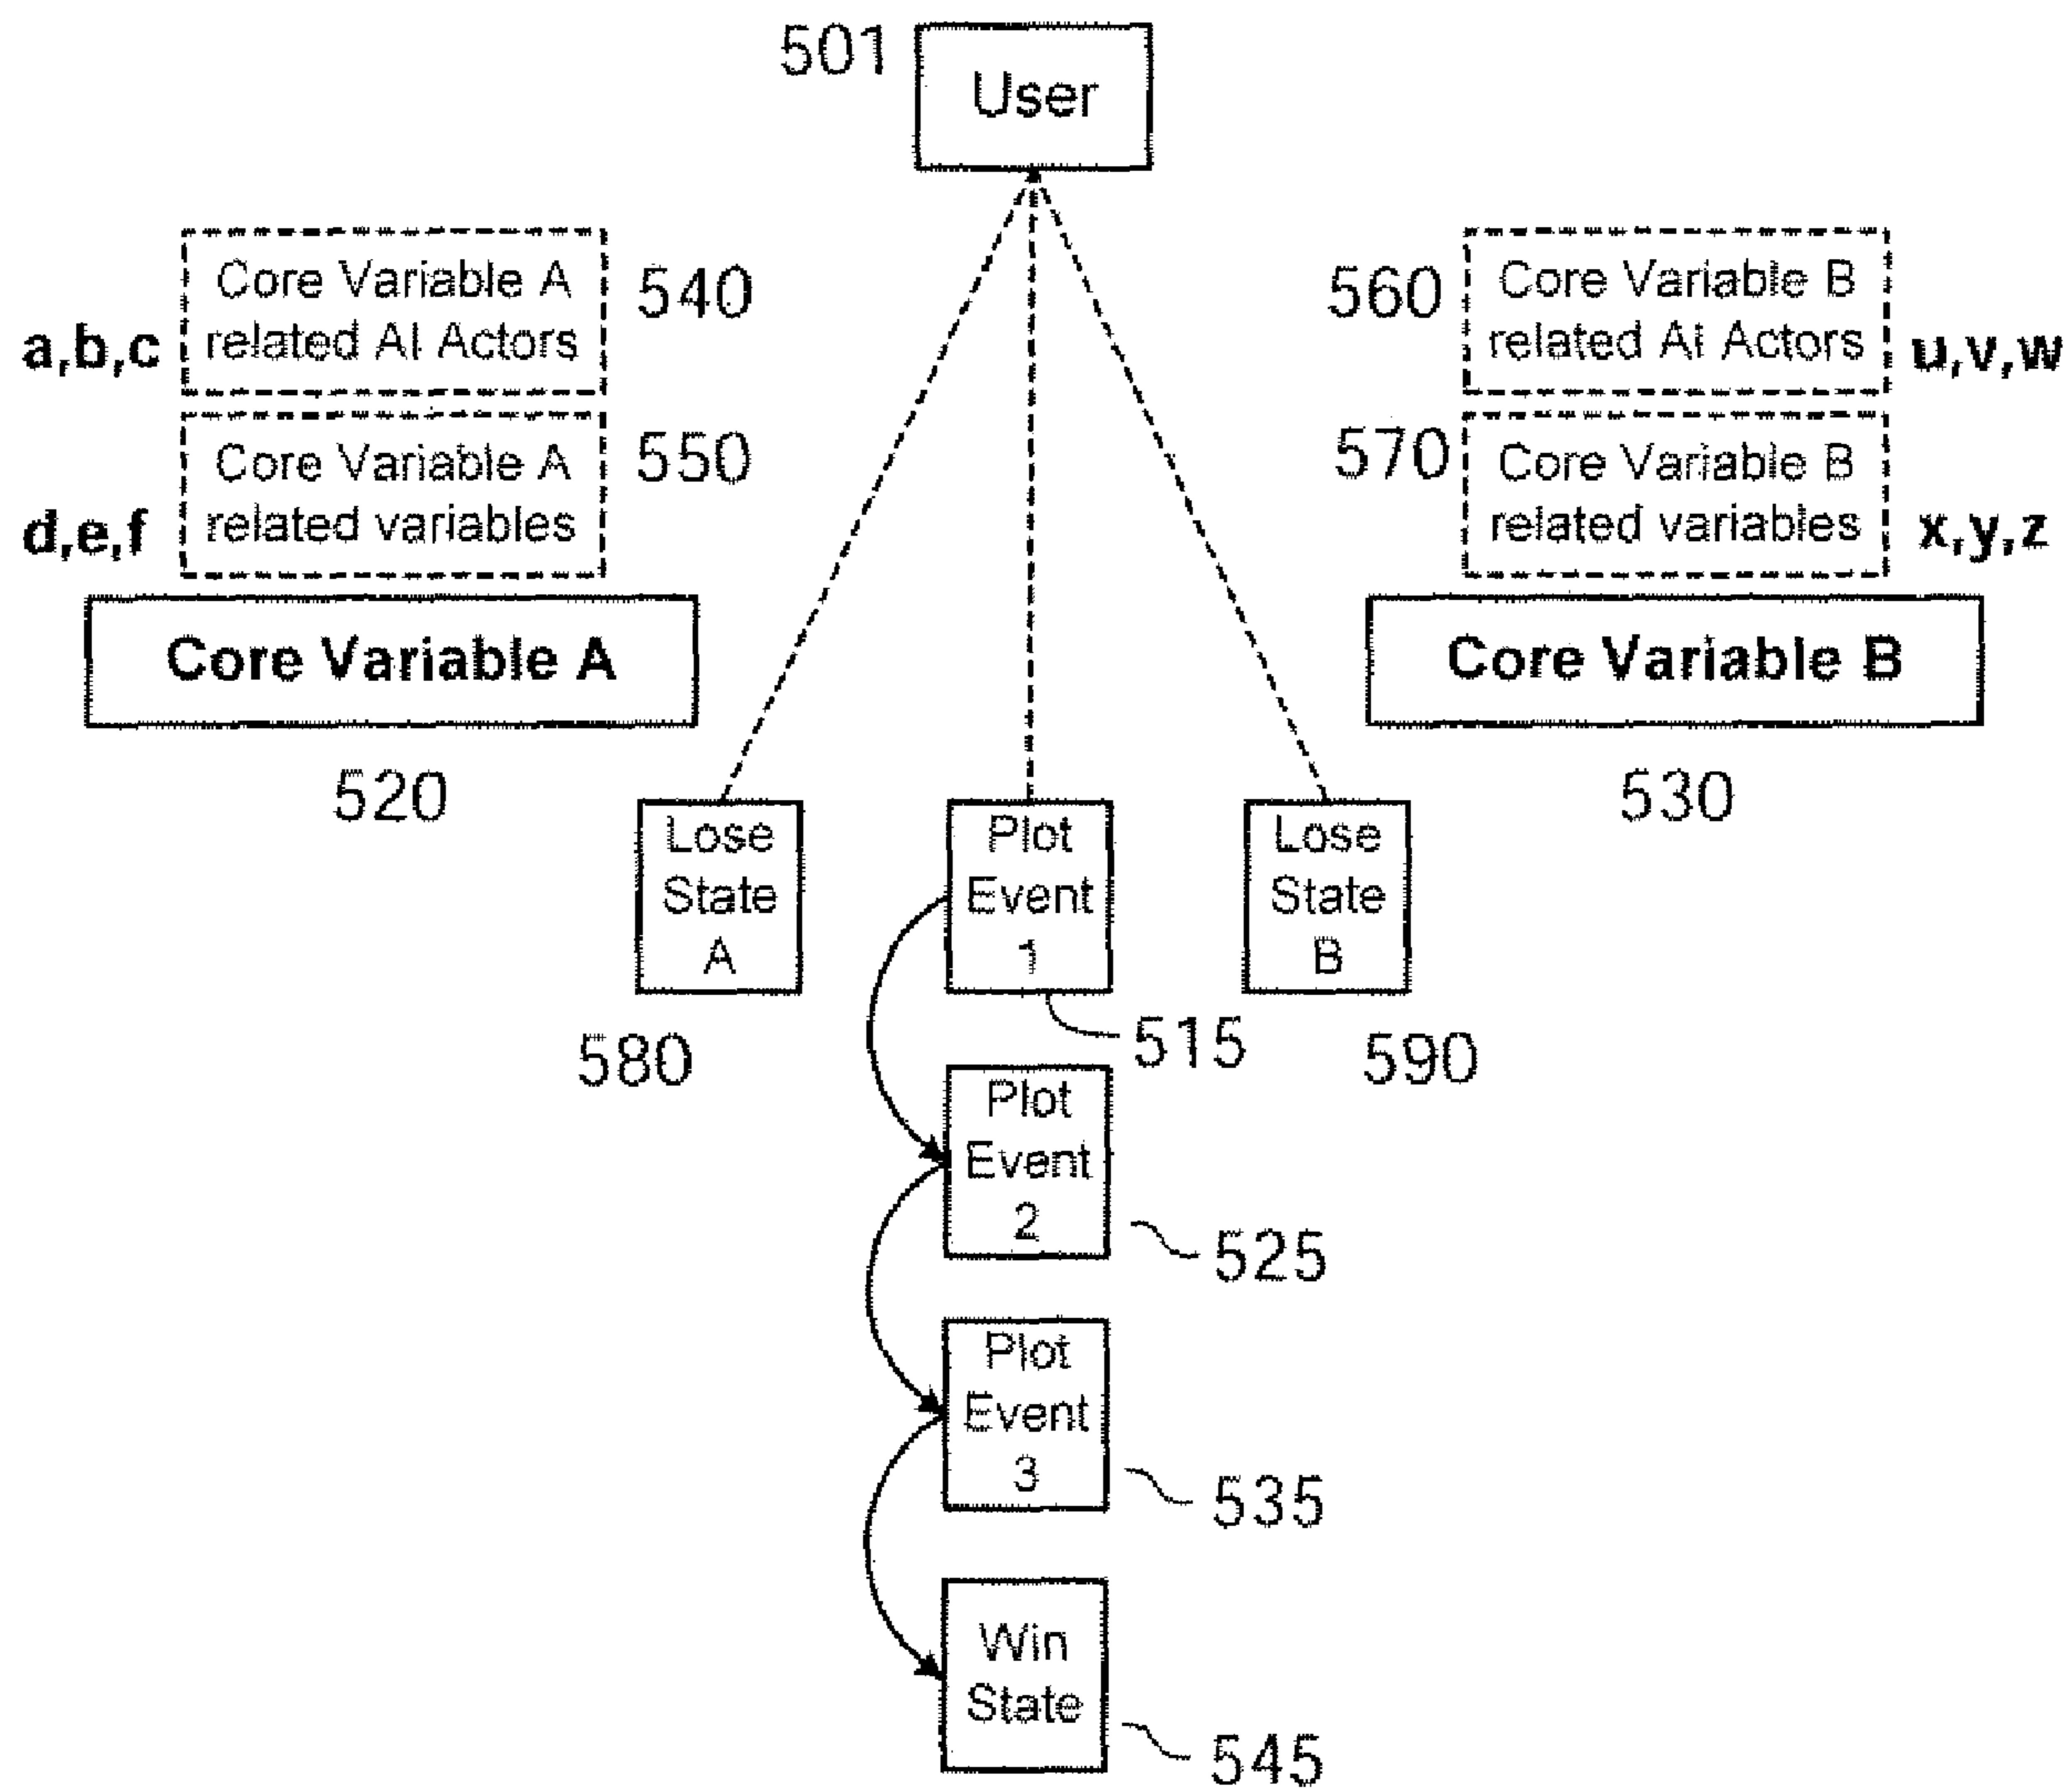 501
User
Core Variable A
related AI Actors
540
a,b,c
Core Variable A
related variables
550
d,e,f
Core Variable A
520
560
Core Variable B
related AI Actors
u,v,w
570
Core Variable B
related variables
x,y,z
Core Variable B
530
Lose
State
A
580
Plot
Event
1
515
Lose
State
B
590
Plot
Event
2
525
Plot
Event
3
535
Win
State
545